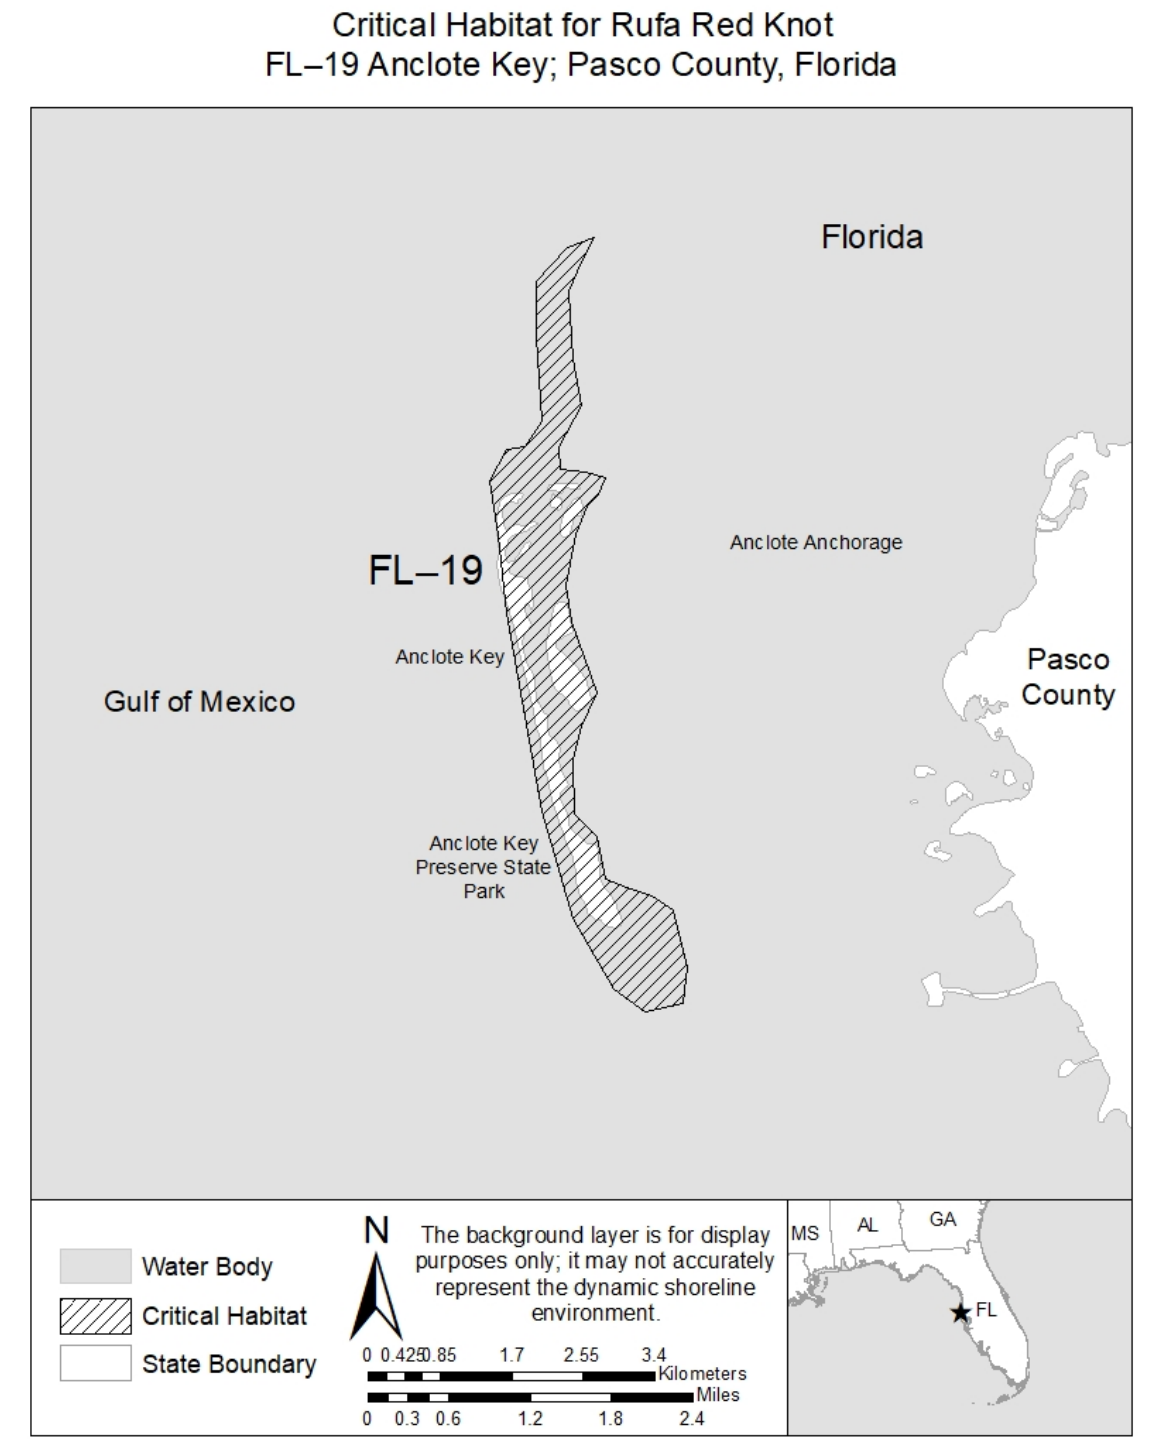 Critical Habitat for Rufa Red Knot
FL–19 Anclote Key; Pasco County, Florida
Florida
Anclote Anchorage
FL–19
Anclote Key
Pasco
County
Gulf of Mexico
Anclote Key
Preserve State
Park
Water Body
Critical Habitat
State Boundary
N
The background layer is for display
purposes only; it may not accurately
represent the dynamic shoreline
environment.
0 0.425 0.85 1.7 2.55 3.4
Kilometers
Miles
0 0.3 0.6 1.2 1.8 2.4
MS AL GA
FL